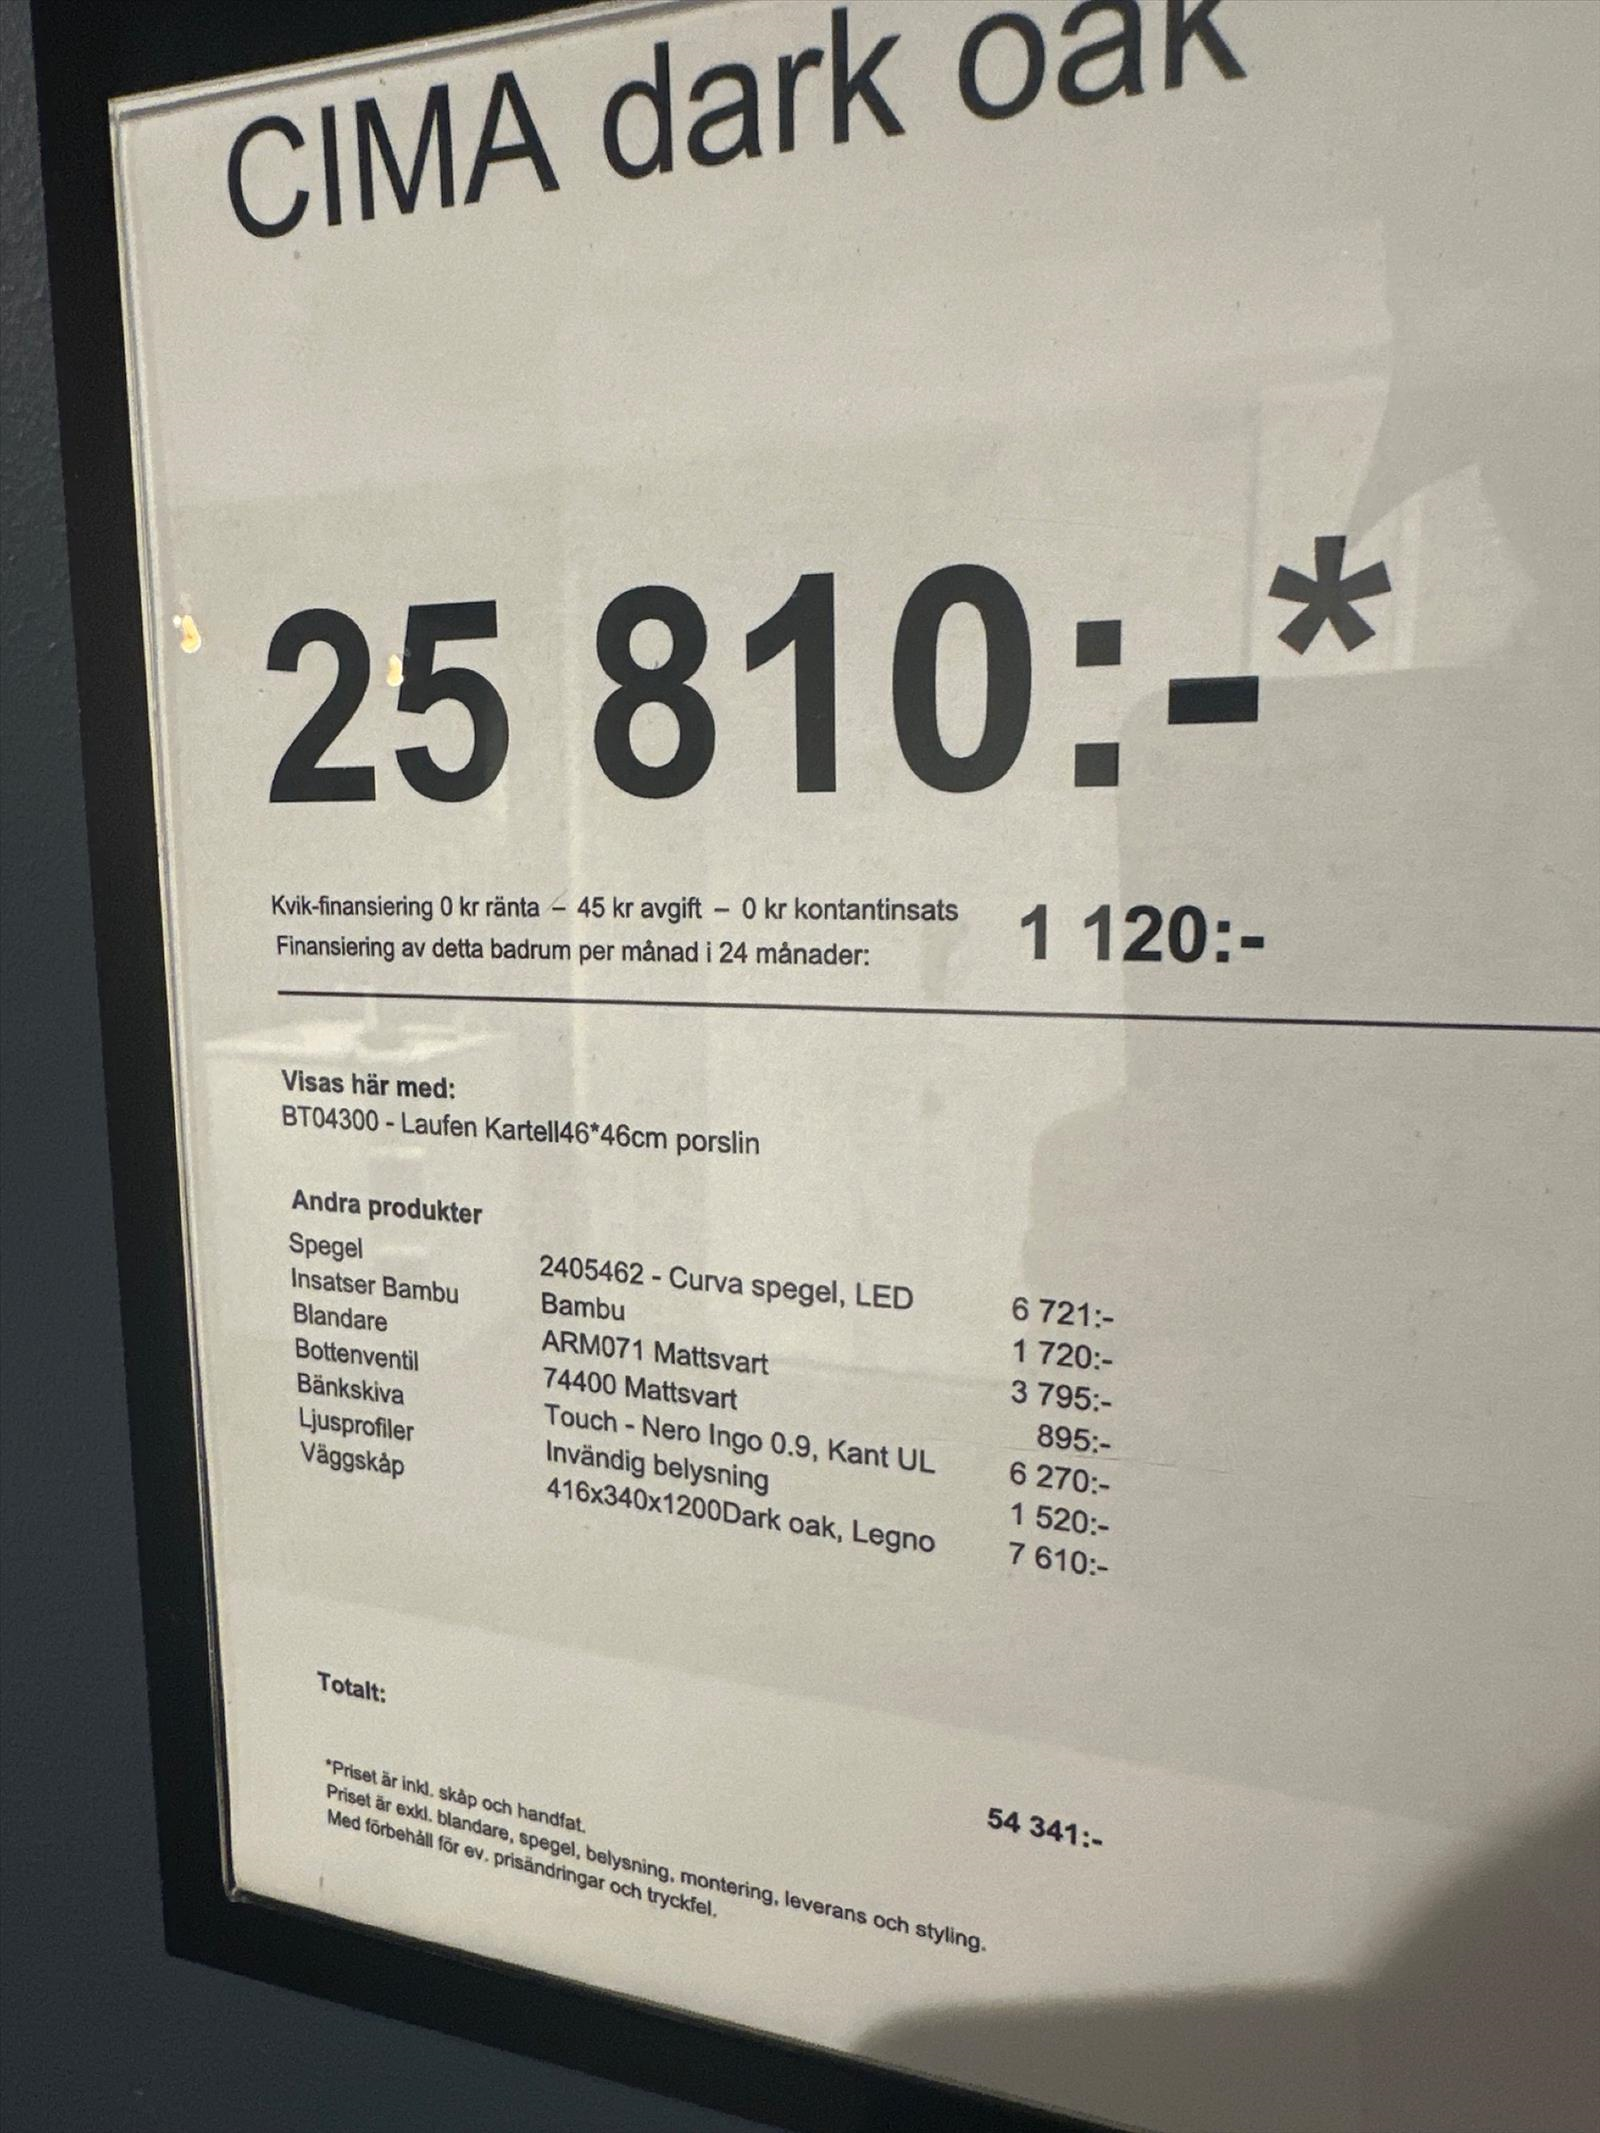 CIMA dark oak
25 810:-*
Kvik-finansiering 0 kr ränta – 45 kr avgift – 0 kr kontantinsats
Finansiering av detta badrum per månad i 24 månader: 1 120:-
Visas här med:
BT04300 - Laufen Kartell46*46cm porslin
Andra produkter
Spegel 2405462 - Curva spegel, LED 6 721:-
Insatser Bambu Bambu 1 720:-
Blandare ARM071 Mattsvart 3 795:-
Bottenventil 74400 Mattsvart 895:-
Bänkskiva Touch - Nero Ingo 0.9, Kant UL 6 270:-
Ljusprofiler Invändig belysning 1 520:-
Väggskåp 416x340x1200Dark oak, Legno 7 610:-
Totalt: 54 341:-
*Priset är inkl. skåp och handfat.
Priset är exkl. blandare, spegel, belysning, montering, leverans och styling.
Med förbehåll för ev. prisändringar och tryckfel.